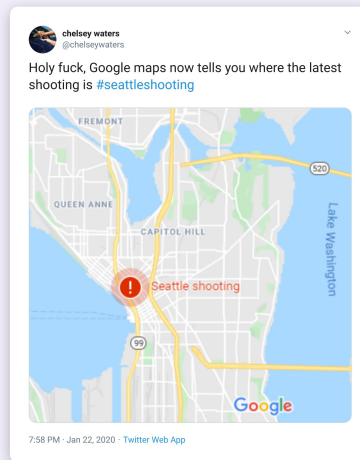 chelsey waters
@chelseywaters
Holy fuck, Google maps now tells you where the latest
shooting is #seattleshooting
FREMONT
520
QUEEN ANNE
CAPITOL HILL
Lake Washington
Seattle shooting
99
Google
7:58 PM · Jan 22, 2020 · Twitter Web App